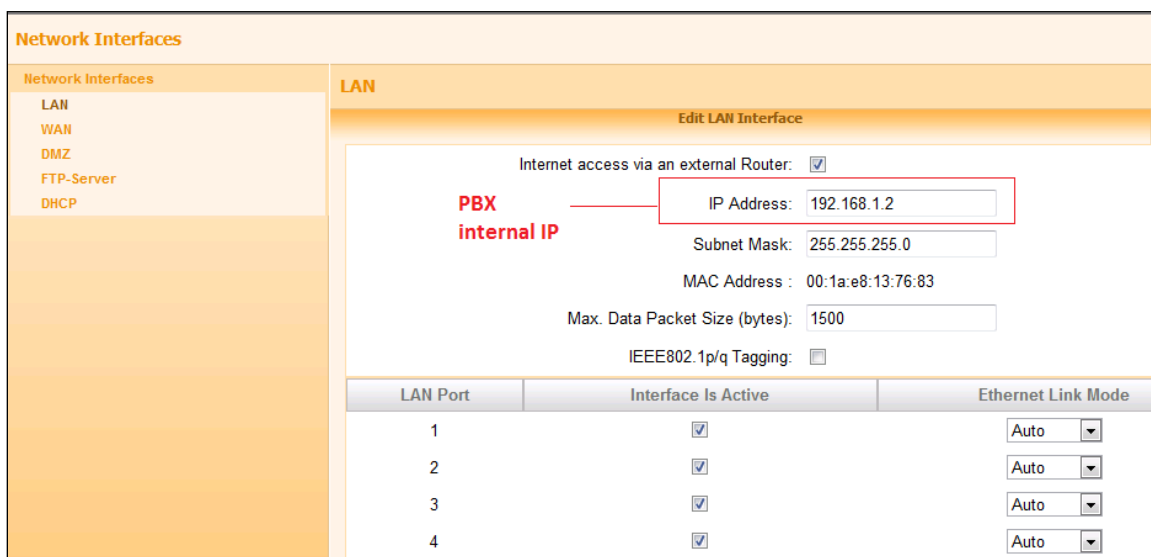 Network Interfaces
Network Interfaces
LAN
WAN
DMZ
FTP-Server
DHCP
LAN
Edit LAN Interface
Internet access via an external Router:
PBX
internal IP
IP Address: 192.168.1.2
Subnet Mask: 255.255.255.0
MAC Address : 00:1a:e8:13:76:83
Max. Data Packet Size (bytes): 1500
IEEE802.1p/q Tagging:
LAN Port Interface Is Active Ethernet Link Mode
1 Auto
2 Auto
3 Auto
4 Auto